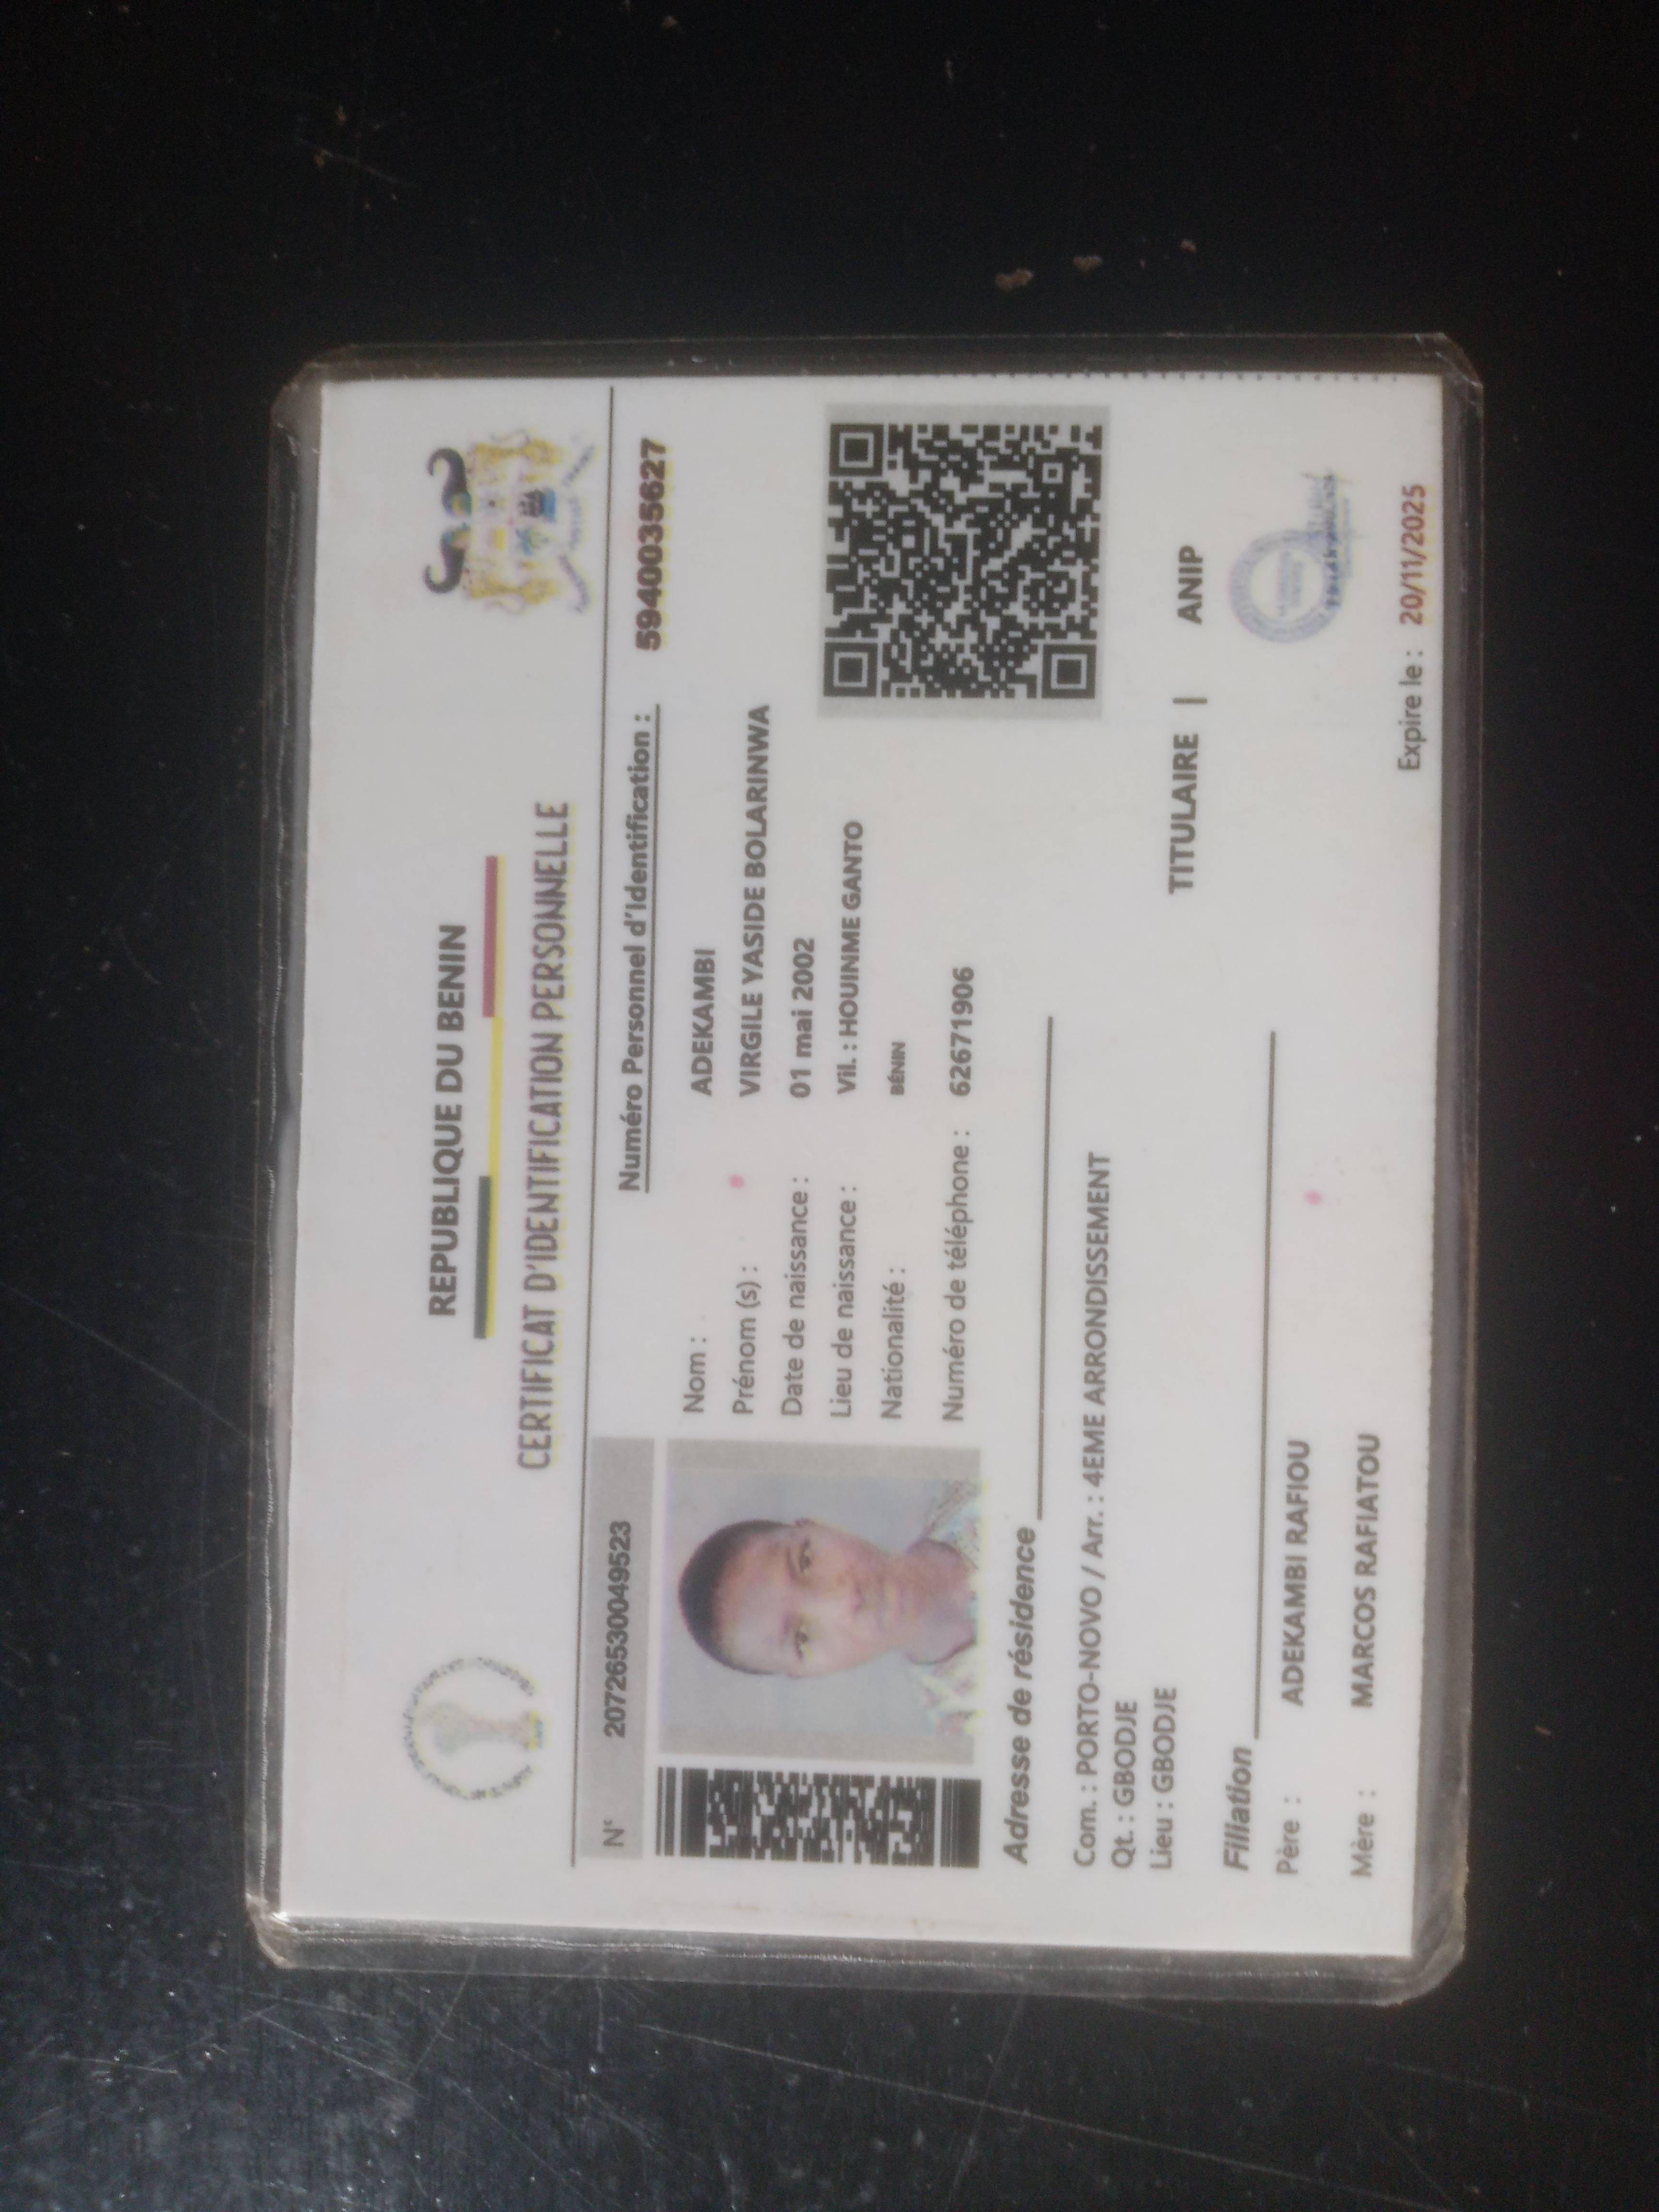 REPUBLIQUE DU BENIN
CERTIFICAT D'IDENTIFICATION PERSONNELLE
N° 2072653004952３
Numéro Personnel d'Identification : 5940035627
Nom : ADEKAMBI
Prénom (s) : VIRGILE YASIDE BOLARINWA
Date de naissance : 01 mai 2002
Lieu de naissance : Vil. : HOUINME GANTO
Nationalité : BÉNIN
Numéro de téléphone : 62671906
Adresse de résidence
Com. : PORTO-NOVO / Arr. : 4EME ARRONDISSEMENT
Qt. : GBODJE
Lieu : GBODJE
TITULAIRE | ANIP
Filiation
Père : ADEKAMBI RAFIOU
Mère : MARCOS RAFIATOU
Expire le : 20/11/2025